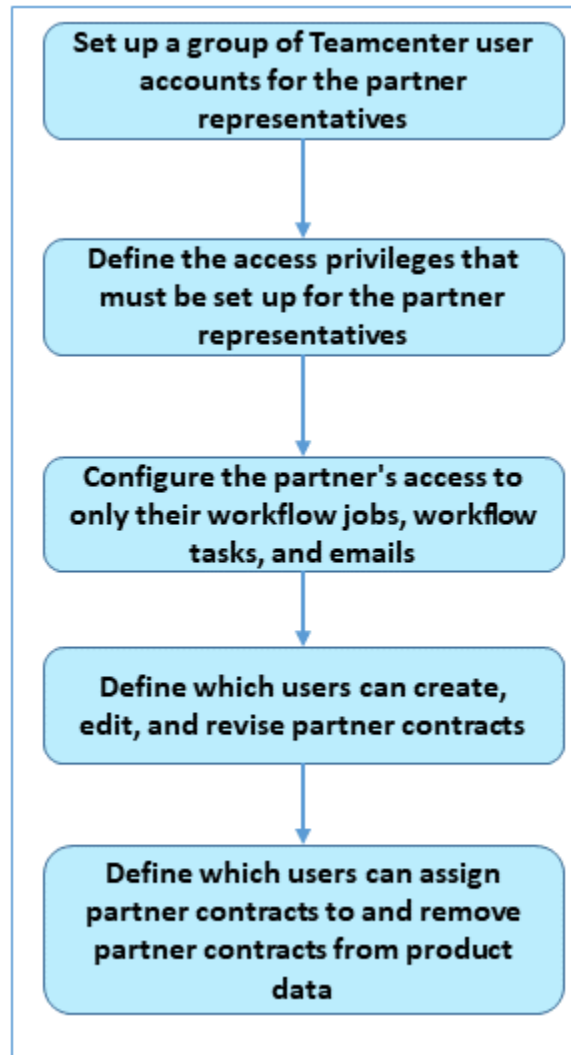 Set up a group of Teamcenter user
accounts for the partner
representatives
Define the access privileges that
must be set up for the partner
representatives
Configure the partner's access to
only their workflow jobs, workflow
tasks, and emails
Define which users can create,
edit, and revise partner contracts
Define which users can assign
partner contracts to and remove
partner contracts from product
data